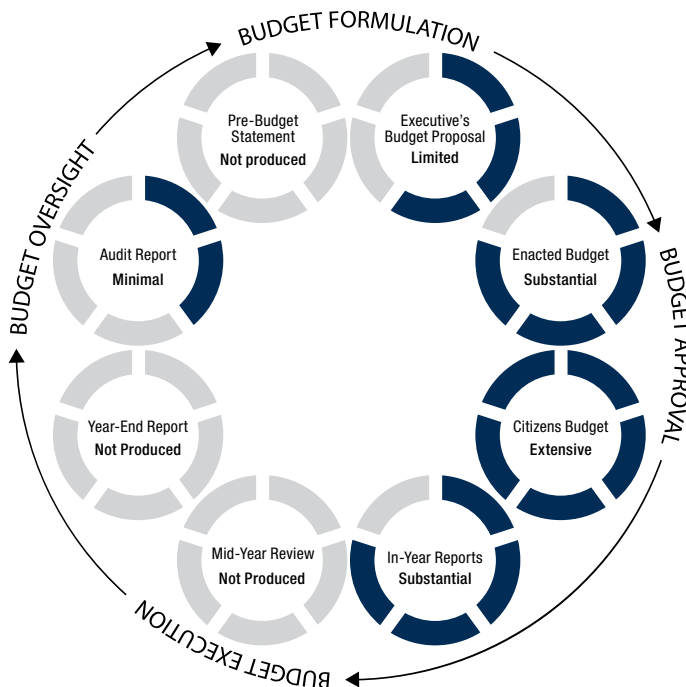 BUDGET FORMULATION
Pre-Budget
Statement
Not produced
Executive's
Budget Proposal
Limited
BUDGET OVERSIGHT
Audit Report
Minimal
Enacted Budget
Substantial
BUDGET APPROVAL
Year-End Report
Not Produced
Citizens Budget
Extensive
Mid-Year Review
Not Produced
In-Year Reports
Substantial
BUDGET EXECUTION